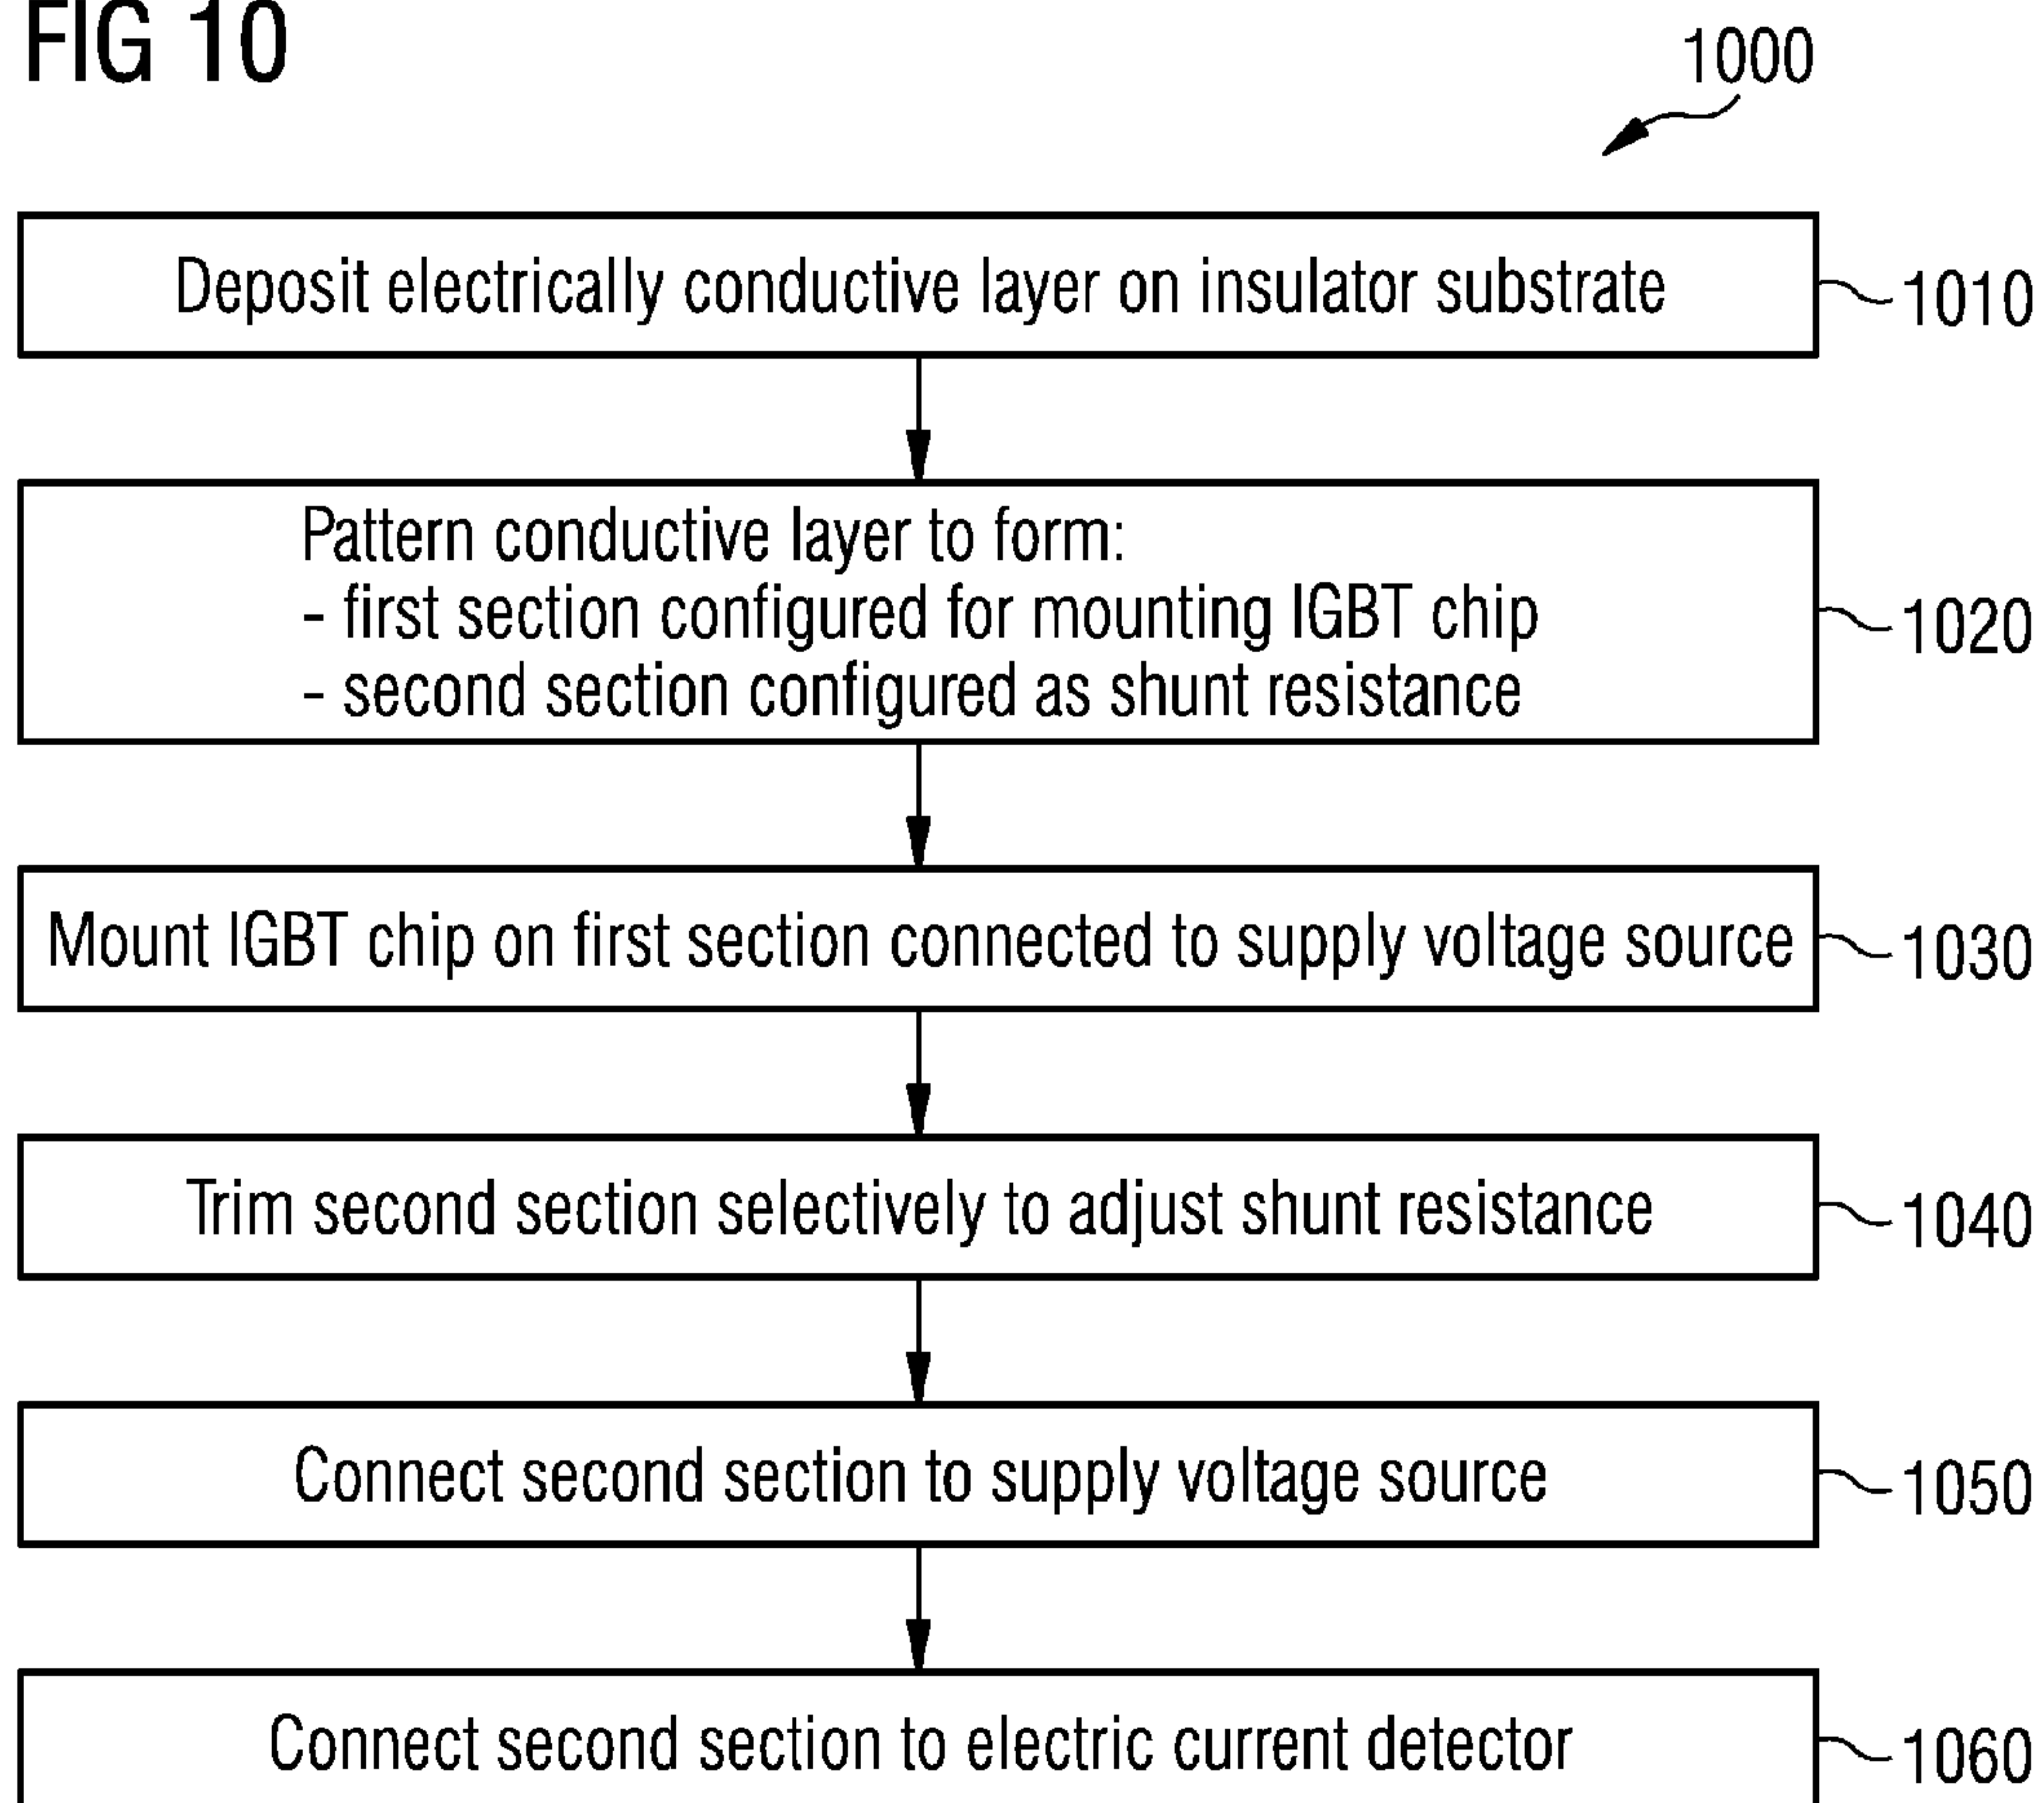 FIG 10
1000
Deposit electrically conductive layer on insulator substrate
1010
Pattern conductive layer to form:
- first section configured for mounting IGBT chip
- second section configured as shunt resistance
1020
Mount IGBT chip on first section connected to supply voltage source
1030
Trim second section selectively to adjust shunt resistance
1040
Connect second section to supply voltage source
1050
Connect second section to electric current detector
1060